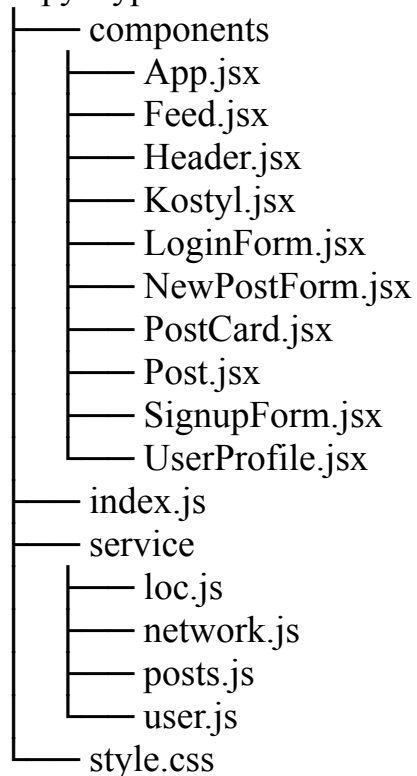 components
App.jsx
Feed.jsx
Header.jsx
Kostyl.jsx
LoginForm.jsx
NewPostForm.jsx
PostCard.jsx
Post.jsx
SignupForm.jsx
UserProfile.jsx
index.js
service
loc.js
network.js
posts.js
user.js
style.css